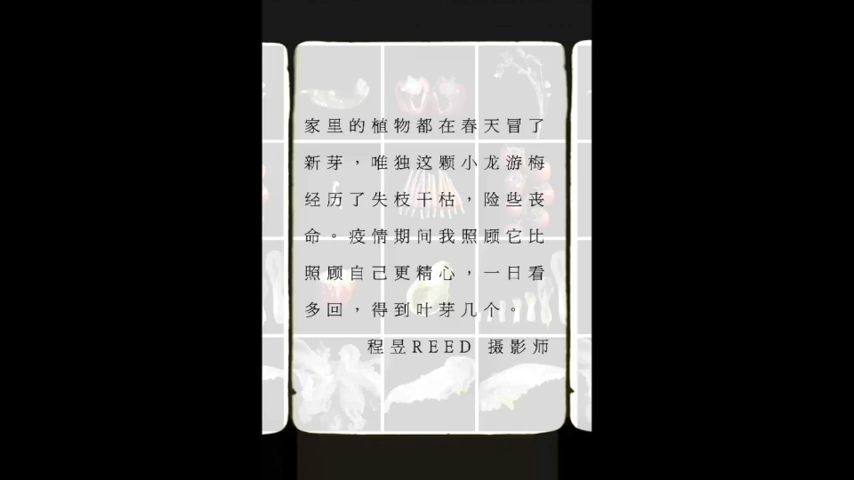 家里的植物都在春天冒了
新芽，唯独这颗小龙游梅
经历了失枝干枯，险些丧
命。疫情期间我照顾它比
照顾自己更精心，一日看
多回，得到叶芽几个。
程昱REED 摄影师